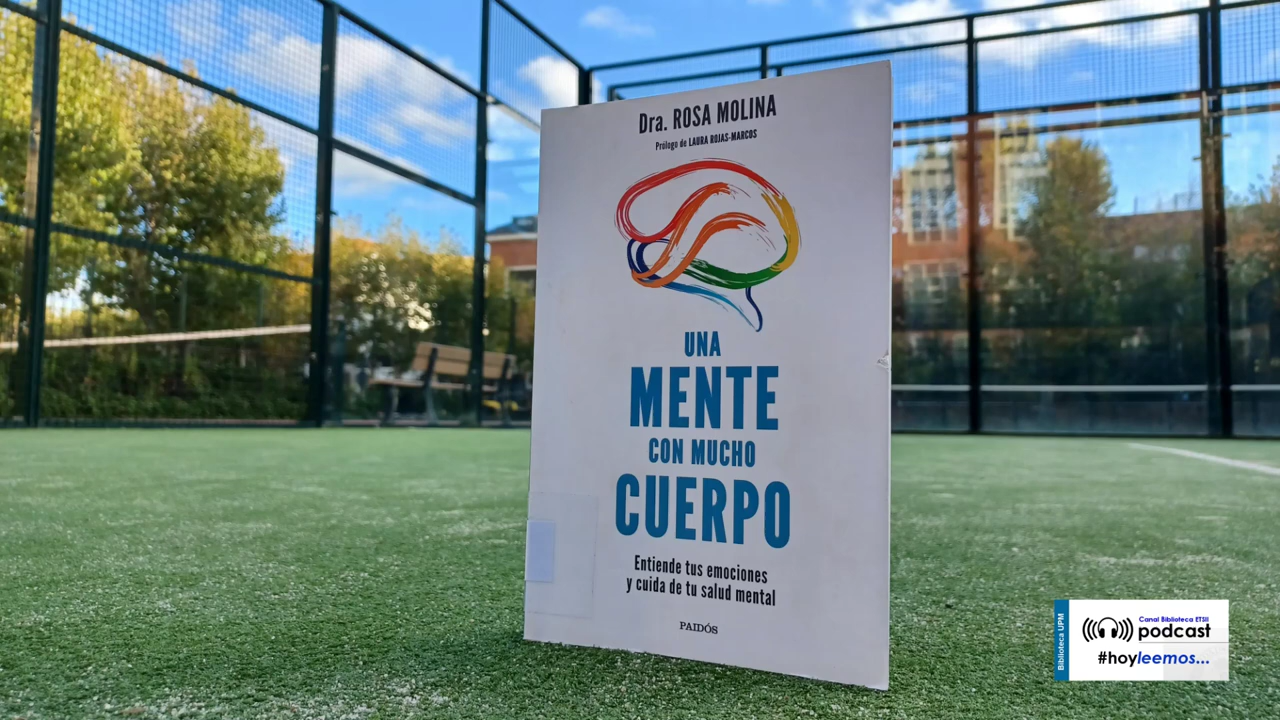 Dra. ROSA MOLINA
Prólogo de LAURA ROJAS-MARCOS
UNA
MENTE
CON MUCHO
CUERPO
Entiende tus emociones
y cuida de tu salud mental
PAIDÓS
Biblioteca UPM
Canal Biblioteca ETSII
podcast
#hoyleemos...